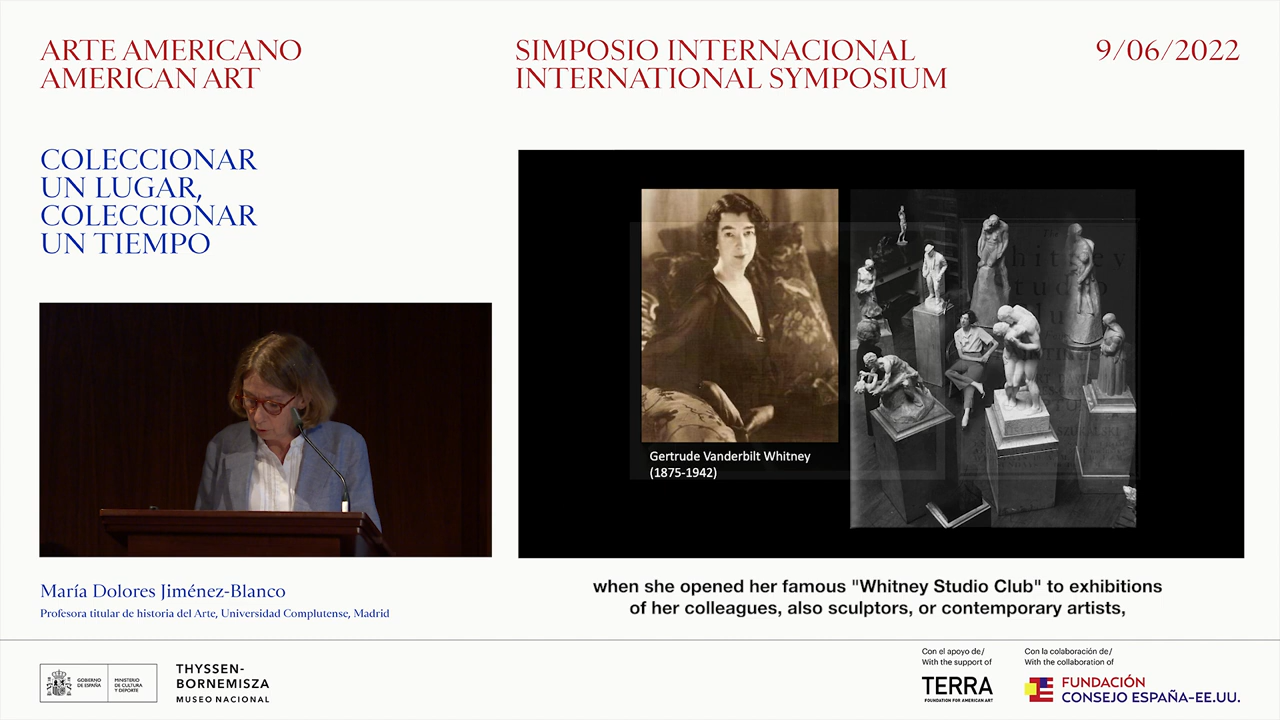 ARTE AMERICANO
AMERICAN ART
SIMPOSIO INTERNACIONAL
INTERNATIONAL SYMPOSIUM
9/06/2022
COLECCIONAR
UN LUGAR,
COLECCIONAR
UN TIEMPO
Gertrude Vanderbilt Whitney
(1875-1942)
María Dolores Jiménez-Blanco
Profesora titular de historia del Arte, Universidad Complutense, Madrid
when she opened her famous "Whitney Studio Club" to exhibitions
of her colleagues, also sculptors, or contemporary artists,
GOBIERNO
DE ESPAÑA
MINISTERIO
DE CULTURA
Y DEPORTE
THYSSEN-
BORNEMISZA
MUSEO NACIONAL
Con el apoyo de/
With the support of
TERRA
FOUNDATION FOR AMERICAN ART
Con la colaboración de/
With the collaboration of
FUNDACIÓN
CONSEJO ESPAÑA-EE.UU.